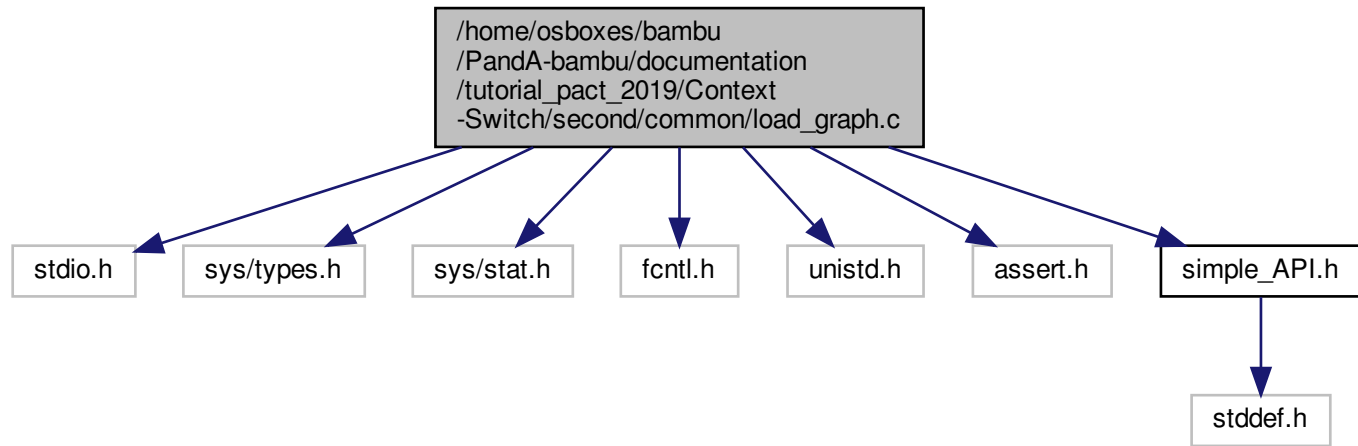 /home/osboxes/bambu
/PandA-bambu/documentation
/tutorial_pact_2019/Context
-Switch/second/common/load_graph.c
stdio.h
sys/types.h
sys/stat.h
fcntl.h
unistd.h
assert.h
simple_API.h
stddef.h